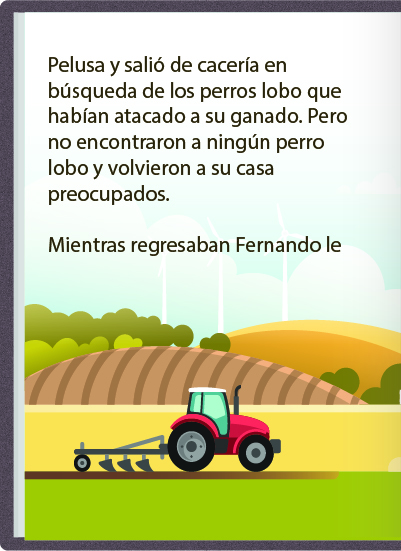 Pelusa y salió de cacería en
búsqueda de los perros lobo que
habían atacado a su ganado. Pero
no encontraron a ningún perro
lobo y volvieron a su casa
preocupados.
Mientras regresaban Fernando le